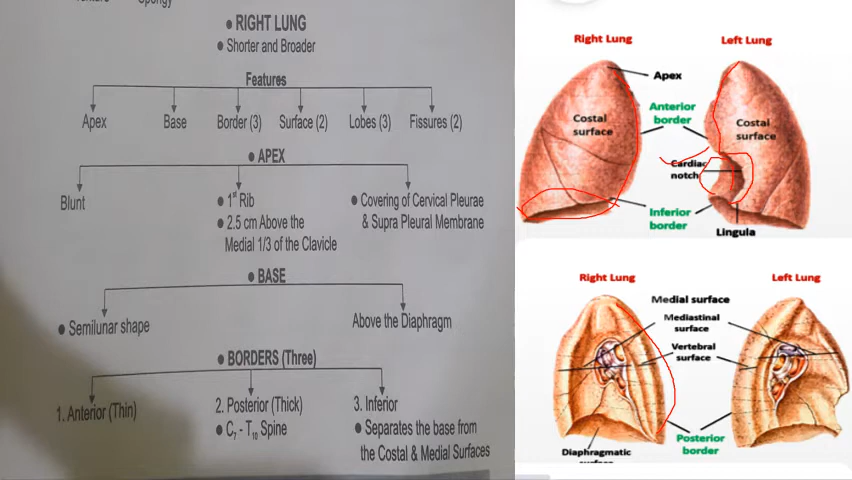 Spongy
● RIGHT LUNG
● Shorter and Broader
Features
Apex Base Border (3) Surface (2) Lobes (3) Fissures (2)
● APEX
Blunt
● 1st Rib
● 2.5 cm Above the
Medial 1/3 of the Clavicle
● Covering of Cervical Pleurae
& Supra Pleural Membrane
● BASE
● Semilunar shape
Above the Diaphragm
● BORDERS (Three)
1. Anterior (Thin)
2. Posterior (Thick)
● C7 - T10 Spine
3. Inferior
● Separates the base from
the Costal & Medial Surfaces
Right Lung
Left Lung
Apex
Anterior
border
Costal
surface
Costal
surface
Cardiac
notch
Inferior
border
Lingula
Right Lung
Left Lung
Medial surface
Mediastinal
surface
Vertebral
surface
Posterior
border
Diaphragmatic